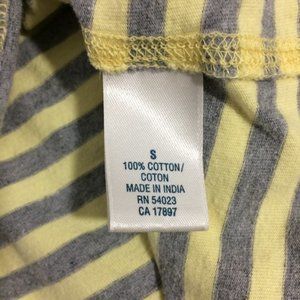 S
100% COTTON/
COTON
MADE IN INDIA
RN 54023
CA 17897